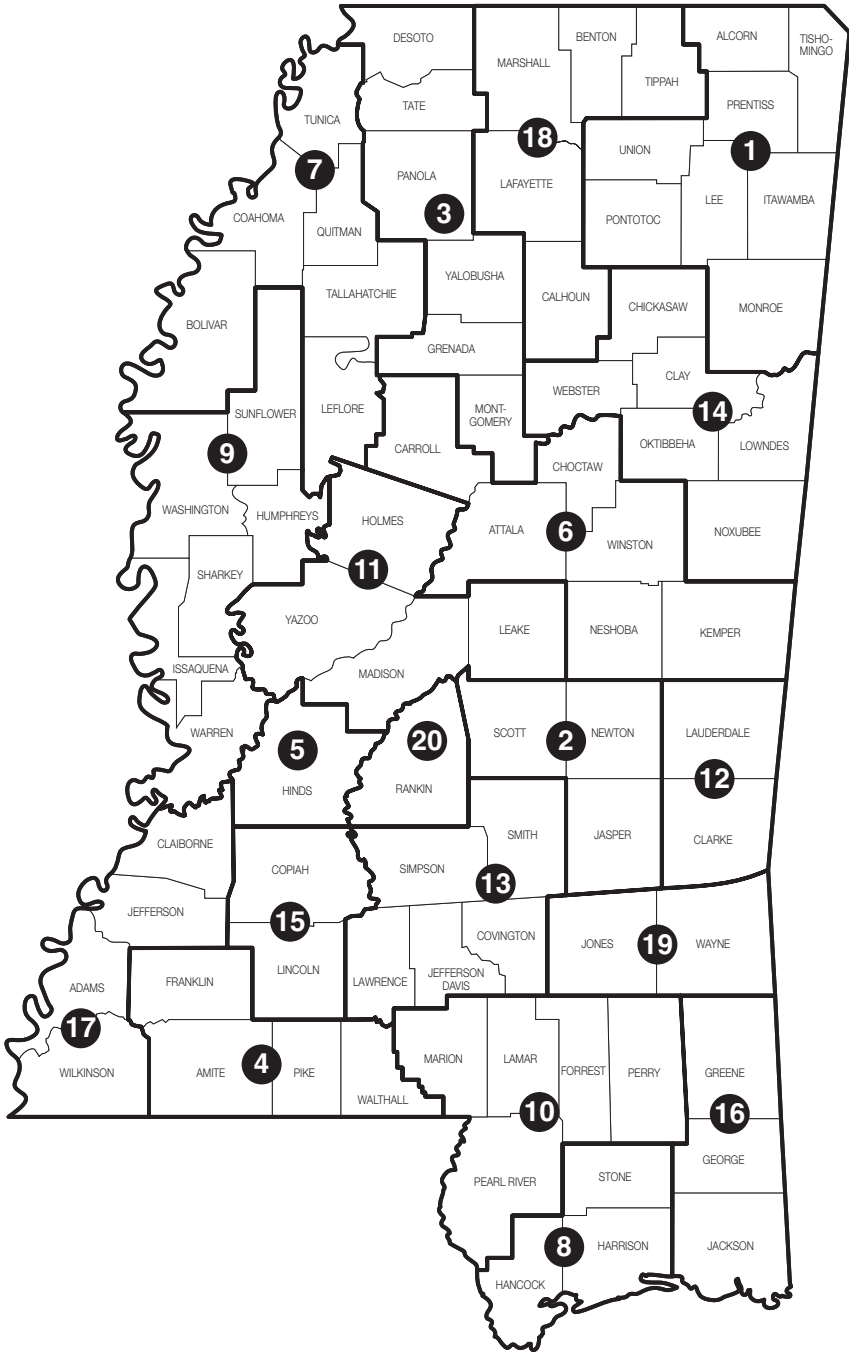 DESOTO
BENTON
ALCORN
TISHO-
MINGO
MARSHALL
TIPPAH
TATE
PRENTISS
TUNICA
18
UNION
1
7
PANOLA
LAFAYETTE
LEE
ITAWAMBA
3
COAHOMA
PONTOTOC
QUITMAN
YALOBUSHA
TALLAHATCHIE
CALHOUN
CHICKASAW
MONROE
BOLIVAR
GRENADA
CLAY
WEBSTER
SUNFLOWER
LEFLORE
MONT-
GOMERY
14
OKTIBBEHA
LOWNDES
CARROLL
9
CHOCTAW
WASHINGTON
HUMPHREYS
HOLMES
ATTALA
6
NOXUBEE
WINSTON
SHARKEY
11
YAZOO
LEAKE
NESHOBA
KEMPER
ISSAQUENA
MADISON
WARREN
5
20
SCOTT
2
NEWTON
LAUDERDALE
HINDS
RANKIN
12
SMITH
JASPER
CLARKE
CLAIBORNE
COPIAH
SIMPSON
13
JEFFERSON
15
COVINGTON
JONES
19
WAYNE
LINCOLN
LAWRENCE
JEFFERSON
DAVIS
FRANKLIN
ADAMS
17
WILKINSON
AMITE
4
PIKE
MARION
LAMAR
FORREST
PERRY
GREENE
WALTHALL
10
16
GEORGE
PEARL RIVER
STONE
8
HARRISON
JACKSON
HANCOCK